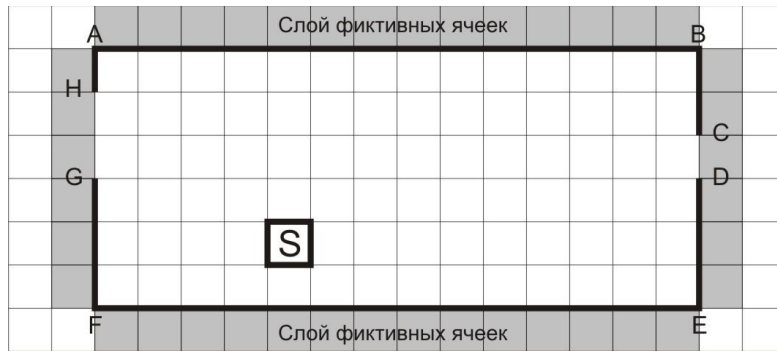 Слой фиктивных ячеек
A B
H
C
G D
S
F E
Слой фиктивных ячеек